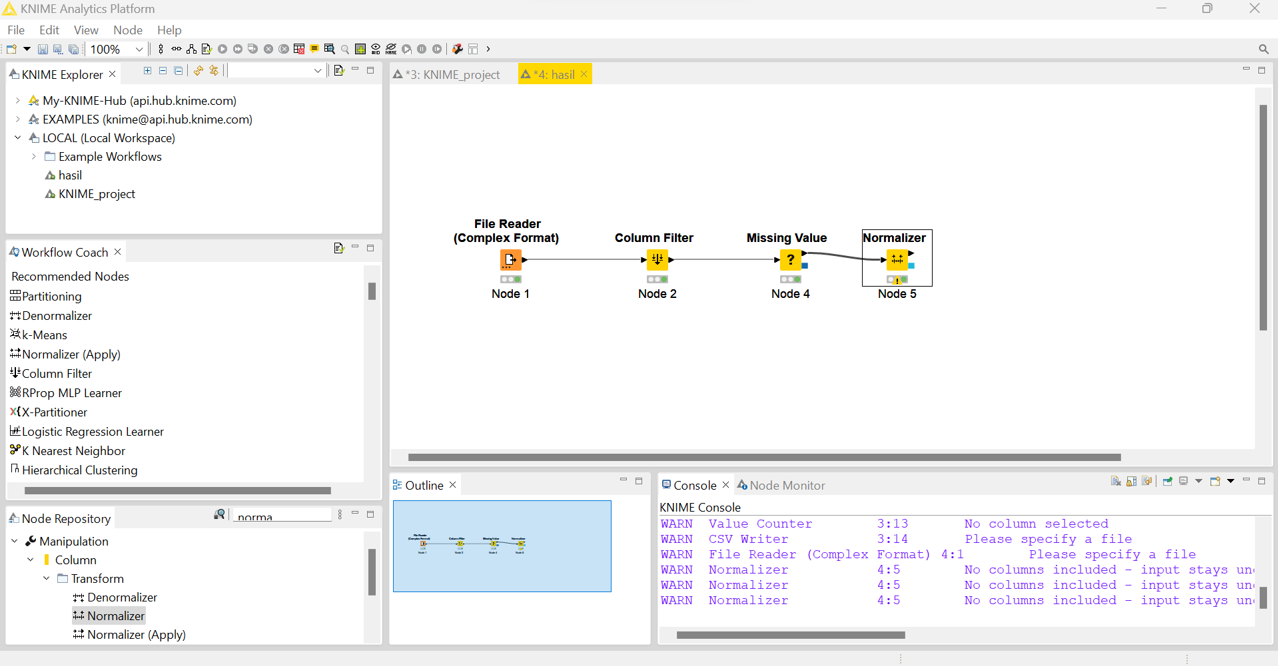 KNIME Analytics Platform
File Edit View Node Help
100%
KNIME Explorer
My-KNIME-Hub (api.hub.knime.com)
EXAMPLES (knime@api.hub.knime.com)
LOCAL (Local Workspace)
Example Workflows
hasil
KNIME_project
Workflow Coach
Recommended Nodes
Partitioning
Denormalizer
k-Means
Normalizer (Apply)
Column Filter
RProp MLP Learner
X-Partitioner
Logistic Regression Learner
K Nearest Neighbor
Hierarchical Clustering
Node Repository
norma
Manipulation
Column
Transform
Denormalizer
Normalizer
Normalizer (Apply)
*3: KNIME_project
*4: hasil
File Reader
(Complex Format)
Node 1
Column Filter
Node 2
Missing Value
?
Node 4
Normalizer
Node 5
Outline
Console
Node Monitor
KNIME Console
WARN Value Counter 3:13 No column selected
WARN CSV Writer 3:14 Please specify a file
WARN File Reader (Complex Format) 4:1 Please specify a file
WARN Normalizer 4:5 No columns included - input stays un
WARN Normalizer 4:5 No columns included - input stays un
WARN Normalizer 4:5 No columns included - input stays un